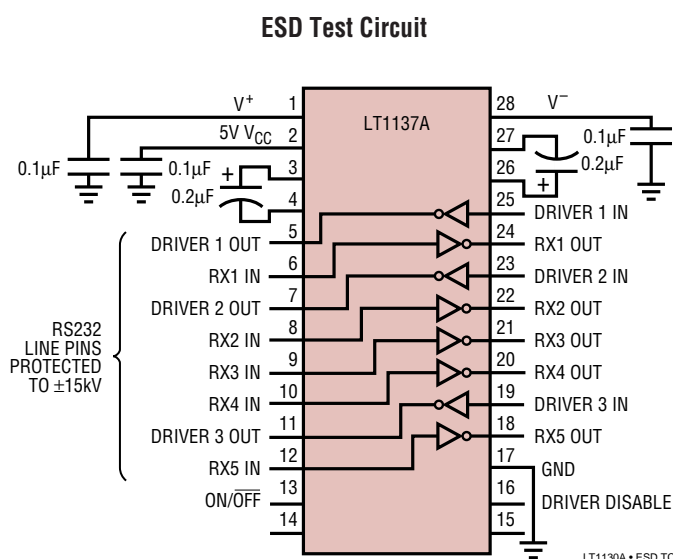 ESD Test Circuit
LT1137A
V+ 1
5V VCC 2
3
4
0.1µF
0.1µF
+
0.2µF
DRIVER 1 OUT 5
RX1 IN 6
DRIVER 2 OUT 7
RX2 IN 8
RX3 IN 9
RX4 IN 10
DRIVER 3 OUT 11
RX5 IN 12
ON/OFF 13
14
RS232
LINE PINS
PROTECTED
TO ±15kV
28 V−
27
26
0.1µF
0.2µF
+
25 DRIVER 1 IN
24 RX1 OUT
23 DRIVER 2 IN
22 RX2 OUT
21 RX3 OUT
20 RX4 OUT
19 DRIVER 3 IN
18 RX5 OUT
17 GND
16 DRIVER DISABLE
15
LT1130A • ESD TC